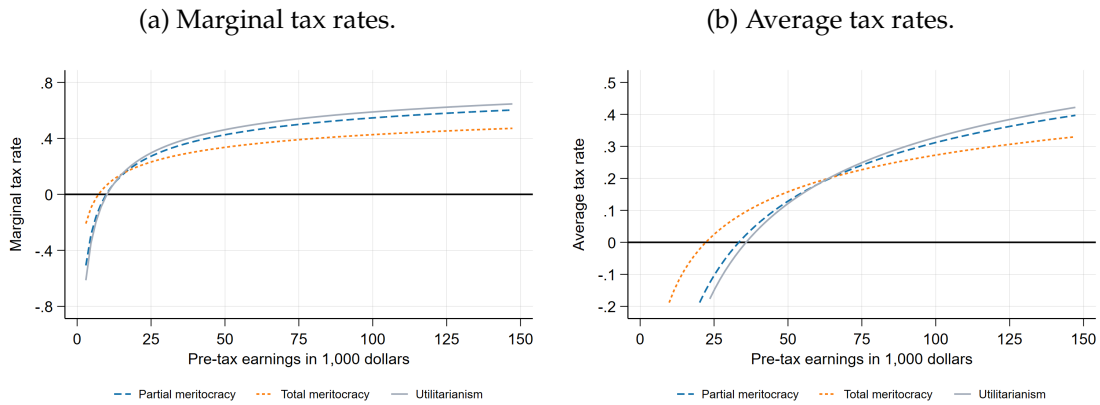 (a) Marginal tax rates.
.8
.4
0
-.4
-.8
Marginal tax rate
0 25 50 75 100 125 150
Pre-tax earnings in 1,000 dollars
Partial meritocracy Total meritocracy Utilitarianism
(b) Average tax rates.
.5
.4
.3
.2
.1
0
-.1
-.2
Average tax rate
0 25 50 75 100 125 150
Pre-tax earnings in 1,000 dollars
Partial meritocracy Total meritocracy Utilitarianism